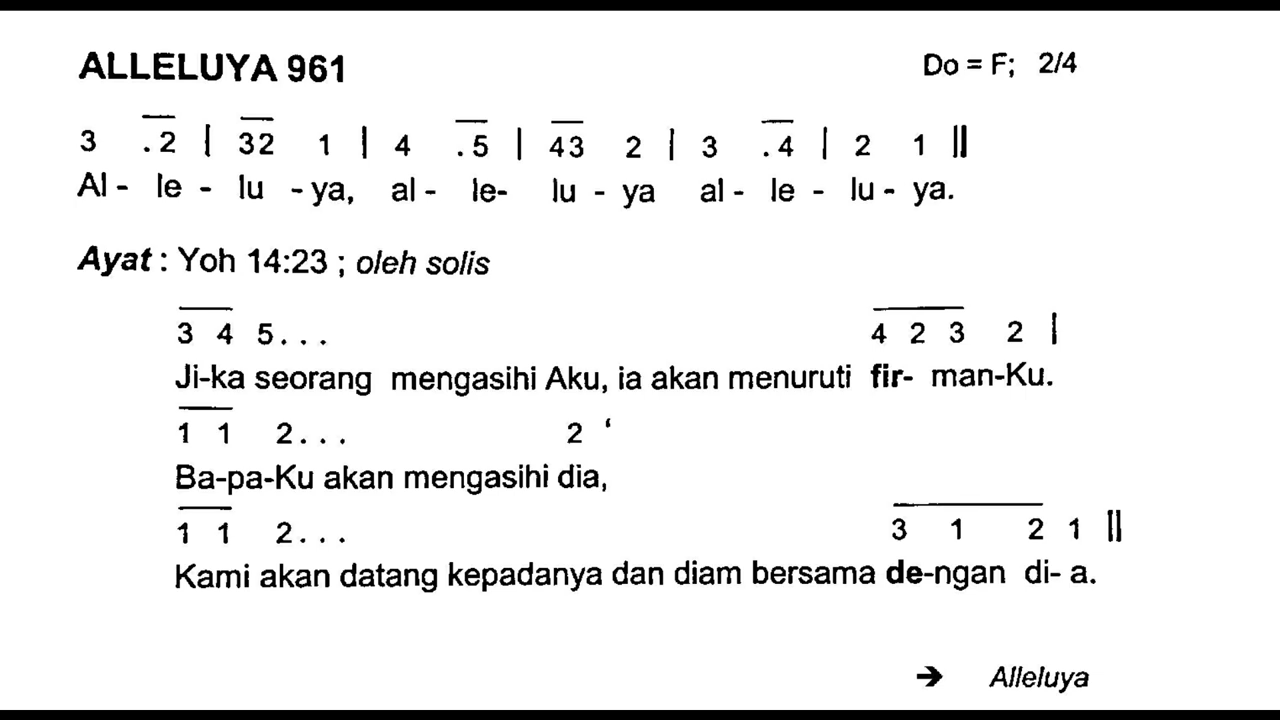 ALLELUYA 961 Do = F; 2/4
3 .2 | 32 1 | 4 .5 | 43 2 | 3 .4 | 2 1 ||
Al - le - lu - ya, al - le- lu - ya al - le - lu - ya.
Ayat : Yoh 14:23 ; oleh solis
3 4 5... 4 2 3 2 |
Ji-ka seorang mengasihi Aku, ia akan menuruti fir- man-Ku.
1 1 2... 2 ‘
Ba-pa-Ku akan mengasihi dia,
1 1 2... 3 1 2 1 ||
Kami akan datang kepadanya dan diam bersama de-ngan di- a.
→ Alleluya